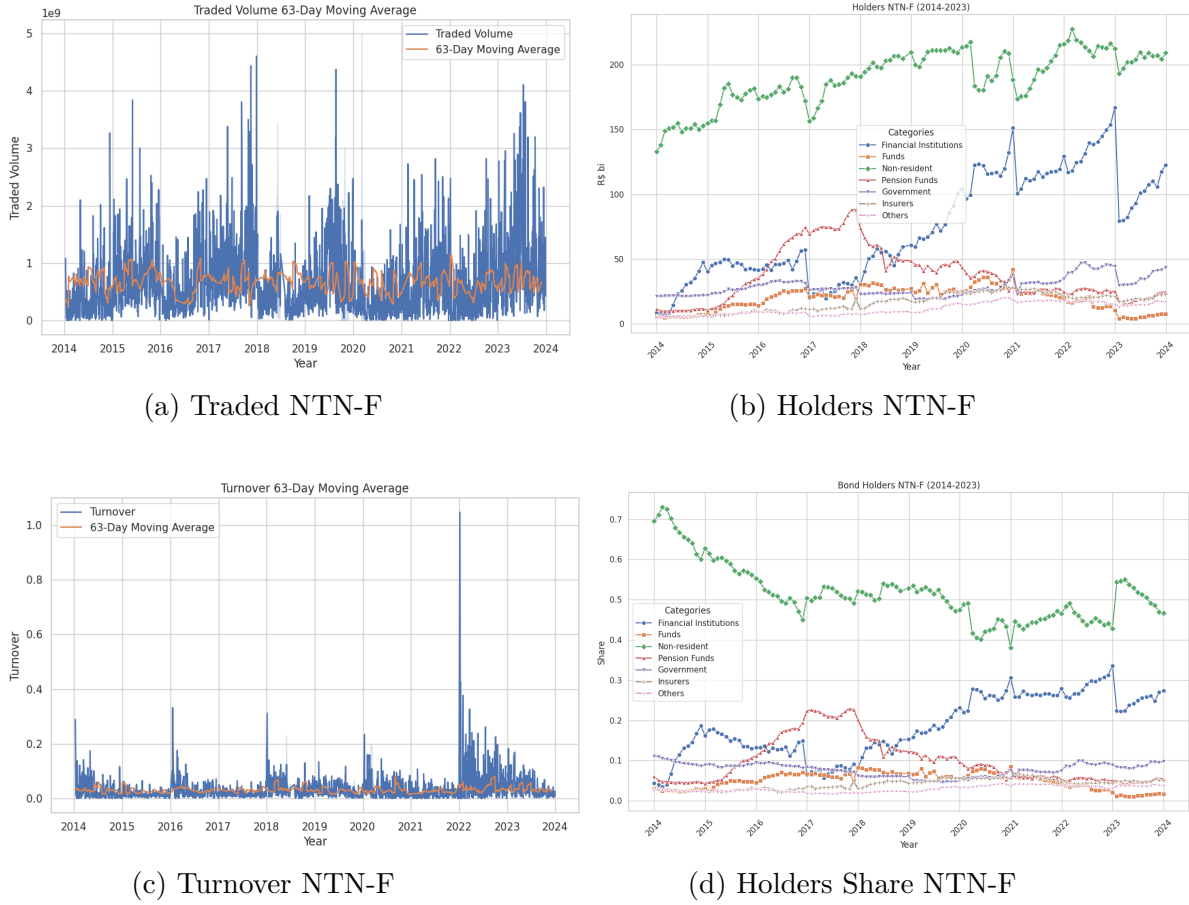 Traded Volume 63-Day Moving Average
1e9
Traded Volume
63-Day Moving Average
5
4
3
2
1
0
Traded Volume
2014 2015 2016 2017 2018 2019 2020 2021 2022 2023 2024
Year
(a) Traded NTN-F
Holders NTN-F (2014-2023)
200
150
100
50
0
R$ bi
Categories
Financial Institutions
Funds
Non-resident
Pension Funds
Government
Insurers
Others
2014 2015 2016 2017 2018 2019 2020 2021 2022 2023 2024
Year
(b) Holders NTN-F
Turnover 63-Day Moving Average
Turnover
63-Day Moving Average
1.0
0.8
0.6
0.4
0.2
0.0
Turnover
2014 2015 2016 2017 2018 2019 2020 2021 2022 2023 2024
Year
(c) Turnover NTN-F
Bond Holders NTN-F (2014-2023)
0.7
0.6
0.5
0.4
0.3
0.2
0.1
0.0
Share
Categories
Financial Institutions
Funds
Non-resident
Pension Funds
Government
Insurers
Others
2014 2015 2016 2017 2018 2019 2020 2021 2022 2023 2024
Year
(d) Holders Share NTN-F